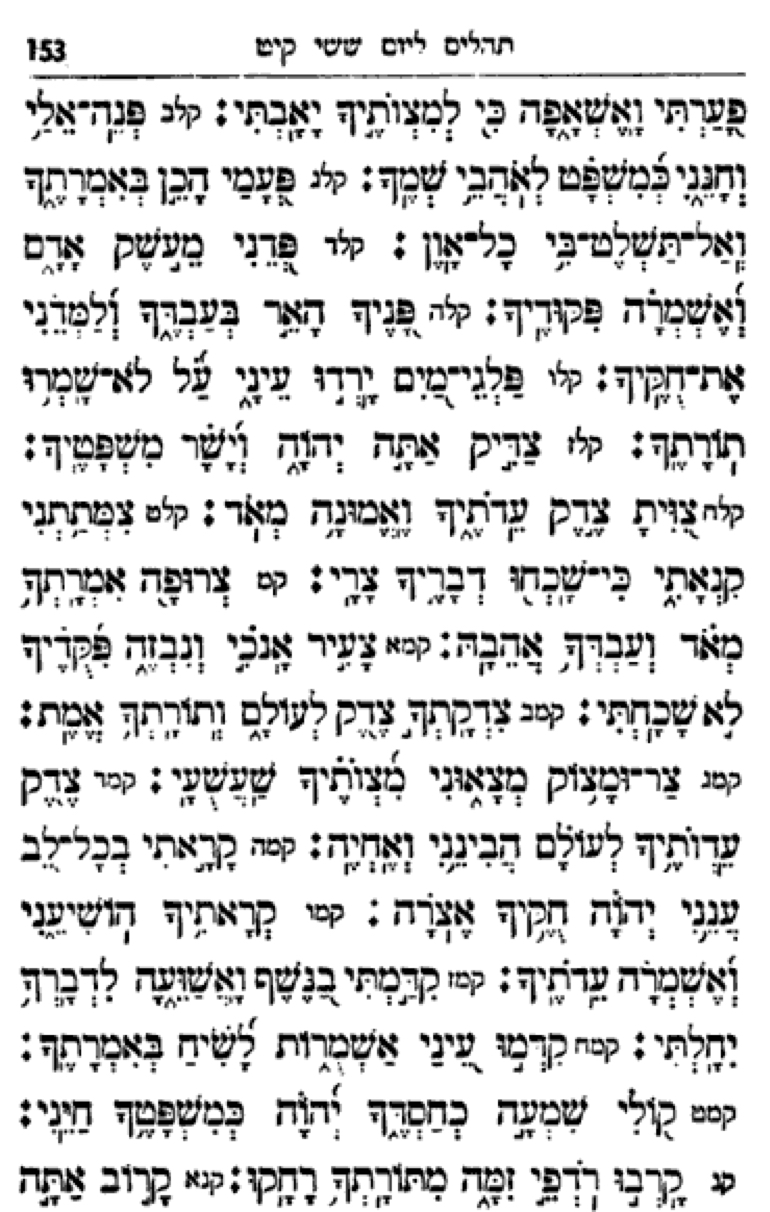 תהלים ליום ששי קיט 153
פָּעַרְתִּי וָאֶשְׁאָפָה כִּי לְמִצְוֺתֶיךָ יָאָבְתִּי׃ קלב פְּנֵה־אֵלַי
וְחָנֵּנִי כְּמִשְׁפָּט לְאֹהֲבֵי שְׁמֶךָ׃ קלג פְּעָמַי הָכֵן בְּאִמְרָתֶךָ
וְאַל־תַּשְׁלֶט־בִּי כָל־אָוֶן׃ קלד פְּדֵנִי מֵעֹשֶׁק אָדָם
וְאֶשְׁמְרָה פִּקּוּדֶיךָ׃ קלה פָּנֶיךָ הָאֵר בְּעַבְדֶּךָ וְלַמְּדֵנִי
אֶת־חֻקֶּיךָ׃ קלו פַּלְגֵי־מַיִם יָרְדוּ עֵינָי עַל לֹא־שָׁמְרוּ
תוֹרָתֶךָ׃ קלז צַדִּיק אַתָּה יְהוָה וְיָשָׁר מִשְׁפָּטֶיךָ׃
קלח צִוִּיתָ צֶדֶק עֵדֹתֶיךָ וֶאֱמוּנָה מְאֹד׃ קלט צִמְּתַתְנִי
קִנְאָתִי כִּי־שָׁכְחוּ דְבָרֶיךָ צָרָי׃ קמ צְרוּפָה אִמְרָתְךָ
מְאֹד וְעַבְדְּךָ אֲהֵבָהּ׃ קמא צָעִיר אָנֹכִי וְנִבְזֶה פִּקֻּדֶיךָ
לֹא שָׁכָחְתִּי׃ קמב צִדְקָתְךָ צֶדֶק לְעוֹלָם וְתוֹרָתְךָ אֱמֶת׃
קמג צַר־וּמָצוֹק מְצָאוּנִי מִצְוֺתֶיךָ שַׁעֲשֻׁעָי׃ קמד צֶדֶק
עֵדְוֺתֶיךָ לְעוֹלָם הֲבִינֵנִי וְאֶחְיֶה׃ קמה קָרָאתִי בְכָל־לֵב
עֲנֵנִי יְהוָה חֻקֶּיךָ אֶצֹּרָה׃ קמו קְרָאתִיךָ הוֹשִׁיעֵנִי
וְאֶשְׁמְרָה עֵדֹתֶיךָ׃ קמז קִדַּמְתִּי בַנֶּשֶׁף וָאֲשַׁוֵּעָה לִדְבָרְךָ
יִחָלְתִּי׃ קמח קִדְּמוּ עֵינַי אַשְׁמֻרוֹת לָשִׂיחַ בְּאִמְרָתֶךָ׃
קמט קוֹלִי שִׁמְעָה כְחַסְדֶּךָ יְהוָה כְּמִשְׁפָּטֶךָ חַיֵּנִי׃
קנ קָרְבוּ רֹדְפֵי זִמָּה מִתּוֹרָתְךָ רָחָקוּ׃ קנא קָרוֹב אַתָּה